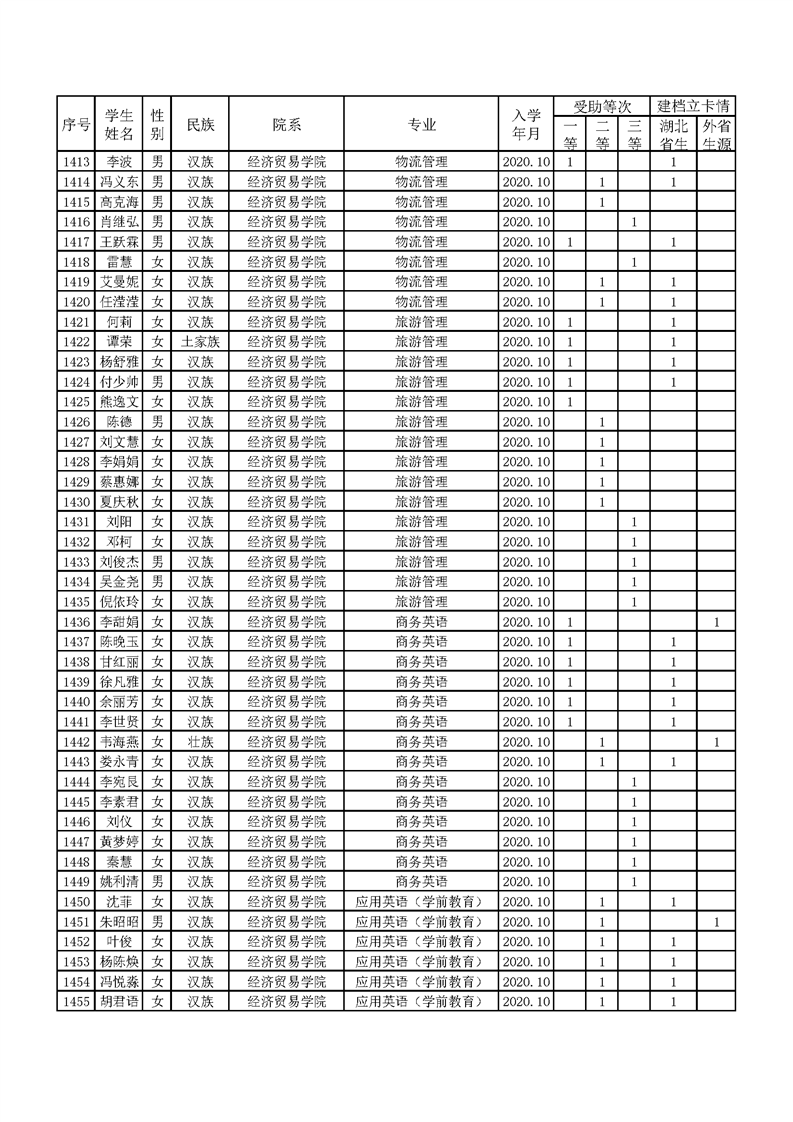 序号 学生姓名 性别 民族 院系 专业 入学年月 受助等次 建档立卡情
一等 二等 三等 湖北省生 外省生源
1413 李波 男 汉族 经济贸易学院 物流管理 2020.10 1 1
1414 冯义东 男 汉族 经济贸易学院 物流管理 2020.10 1 1
1415 高克海 男 汉族 经济贸易学院 物流管理 2020.10 1
1416 肖继弘 男 汉族 经济贸易学院 物流管理 2020.10 1
1417 王跃霖 男 汉族 经济贸易学院 物流管理 2020.10 1 1
1418 雷慧 女 汉族 经济贸易学院 物流管理 2020.10 1
1419 艾曼妮 女 汉族 经济贸易学院 物流管理 2020.10 1 1
1420 任滢滢 女 汉族 经济贸易学院 物流管理 2020.10 1 1
1421 何莉 女 汉族 经济贸易学院 旅游管理 2020.10 1 1
1422 谭荣 女 土家族 经济贸易学院 旅游管理 2020.10 1 1
1423 杨舒雅 女 汉族 经济贸易学院 旅游管理 2020.10 1 1
1424 付少帅 男 汉族 经济贸易学院 旅游管理 2020.10 1 1
1425 熊逸文 女 汉族 经济贸易学院 旅游管理 2020.10 1
1426 陈德 男 汉族 经济贸易学院 旅游管理 2020.10 1
1427 刘文慧 女 汉族 经济贸易学院 旅游管理 2020.10 1
1428 李娟娟 女 汉族 经济贸易学院 旅游管理 2020.10 1
1429 蔡惠娜 女 汉族 经济贸易学院 旅游管理 2020.10 1
1430 夏庆秋 女 汉族 经济贸易学院 旅游管理 2020.10 1
1431 刘阳 女 汉族 经济贸易学院 旅游管理 2020.10 1
1432 邓柯 女 汉族 经济贸易学院 旅游管理 2020.10 1
1433 刘俊杰 男 汉族 经济贸易学院 旅游管理 2020.10 1
1434 吴金尧 男 汉族 经济贸易学院 旅游管理 2020.10 1
1435 倪依玲 女 汉族 经济贸易学院 旅游管理 2020.10 1
1436 李甜娟 女 汉族 经济贸易学院 商务英语 2020.10 1 1
1437 陈晚玉 女 汉族 经济贸易学院 商务英语 2020.10 1 1
1438 甘红丽 女 汉族 经济贸易学院 商务英语 2020.10 1 1
1439 徐凡雅 女 汉族 经济贸易学院 商务英语 2020.10 1 1
1440 余丽芳 女 汉族 经济贸易学院 商务英语 2020.10 1 1
1441 李世贤 女 汉族 经济贸易学院 商务英语 2020.10 1 1
1442 韦海燕 女 壮族 经济贸易学院 商务英语 2020.10 1 1
1443 娄永青 女 汉族 经济贸易学院 商务英语 2020.10 1 1
1444 李宛艮 女 汉族 经济贸易学院 商务英语 2020.10 1
1445 李素君 女 汉族 经济贸易学院 商务英语 2020.10 1
1446 刘仪 女 汉族 经济贸易学院 商务英语 2020.10 1
1447 黄梦婷 女 汉族 经济贸易学院 商务英语 2020.10 1
1448 秦慧 女 汉族 经济贸易学院 商务英语 2020.10 1
1449 姚利清 男 汉族 经济贸易学院 商务英语 2020.10 1
1450 沈菲 女 汉族 经济贸易学院 应用英语（学前教育） 2020.10 1 1
1451 朱昭昭 男 汉族 经济贸易学院 应用英语（学前教育） 2020.10 1 1
1452 叶俊 女 汉族 经济贸易学院 应用英语（学前教育） 2020.10 1 1
1453 杨陈焕 女 汉族 经济贸易学院 应用英语（学前教育） 2020.10 1 1
1454 冯悦淼 女 汉族 经济贸易学院 应用英语（学前教育） 2020.10 1 1
1455 胡君语 女 汉族 经济贸易学院 应用英语（学前教育） 2020.10 1 1